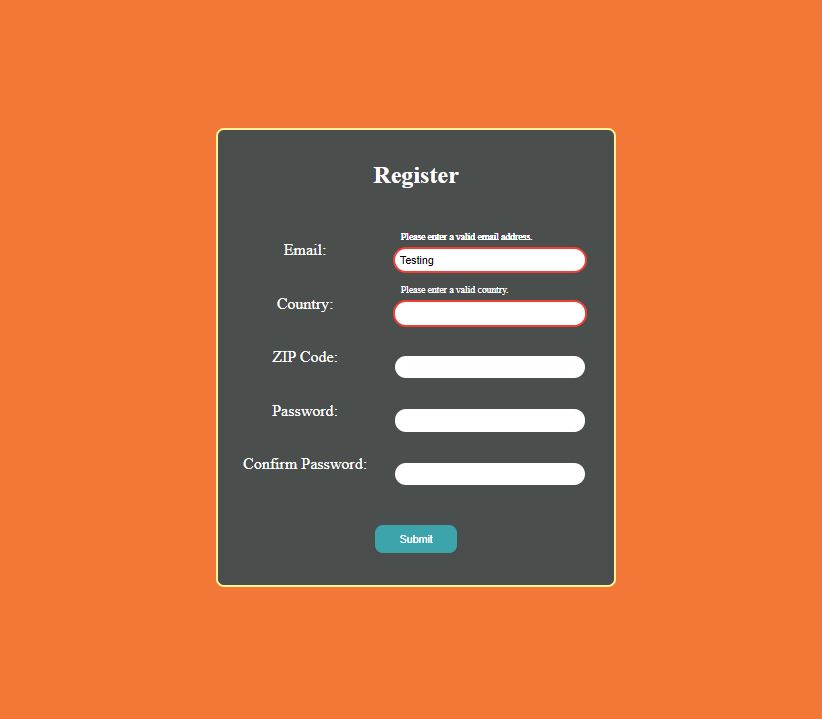 Register
Please enter a valid email address.
Email:
Testing
Please enter a valid country.
Country:
ZIP Code:
Password:
Confirm Password:
Submit